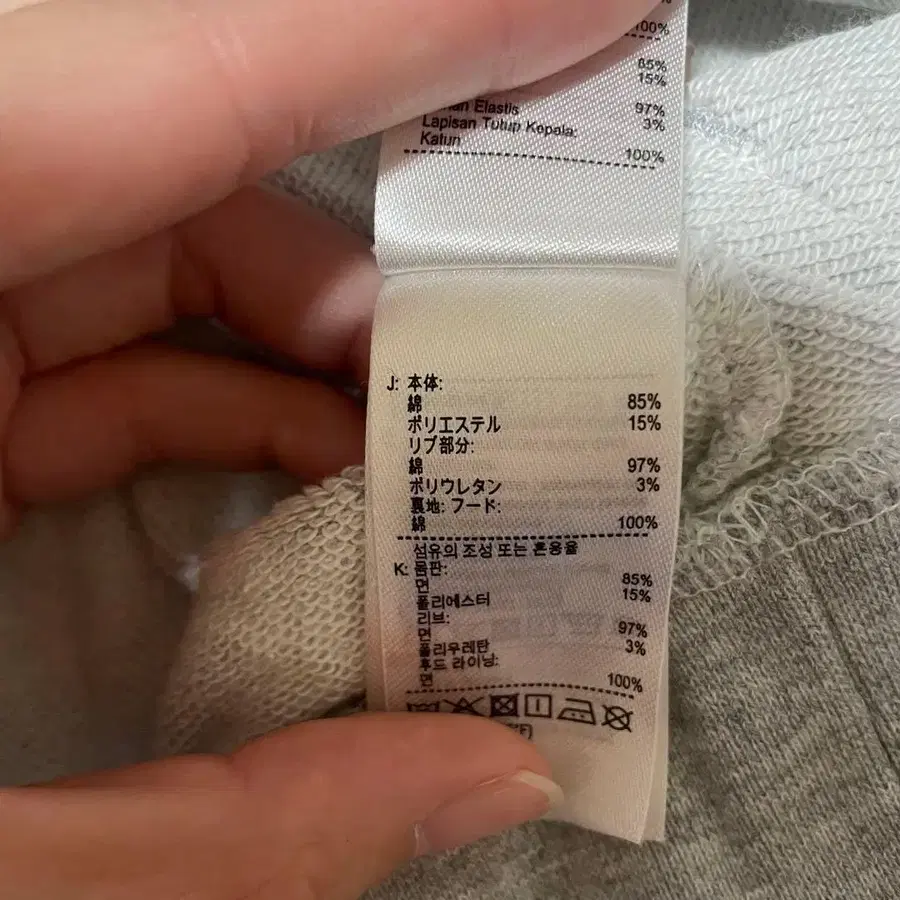 100%
85%
15%
Elastis 97%
Lapisan Tutup Kepala: 3%
Katun
100%
J: 本体:
綿 85%
ポリエステル 15%
リブ部分:
綿 97%
ポリウレタン 3%
裏地: フード:
綿 100%
섬유의 조성 또는 혼용율
K: 몸판:
면 85%
폴리에스터 15%
리브:
면 97%
폴리우레탄 3%
후드 라이닝:
면 100%